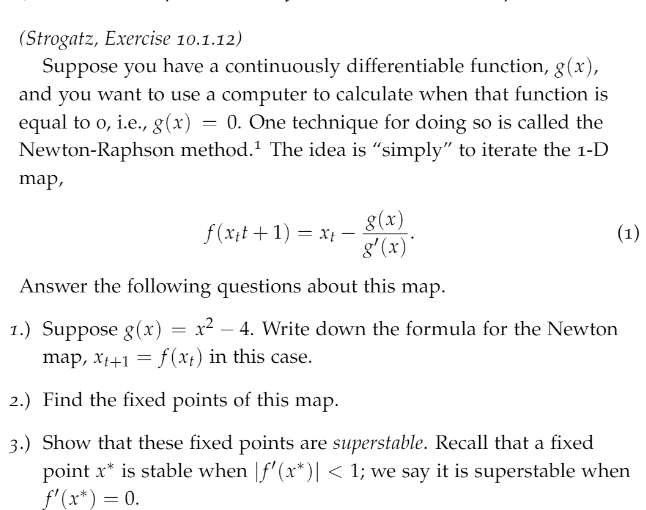 (Strogatz, Exercise 10.1.12)
Suppose you have a continuously differentiable function, g(x),
and you want to use a computer to calculate when that function is
equal to 0, i.e., g(x) = 0. One technique for doing so is called the
Newton-Raphson method.¹ The idea is “simply” to iterate the 1-D
map,
f(xₜt + 1) = xₜ − g(x)/g′(x). (1)
Answer the following questions about this map.
1.) Suppose g(x) = x² − 4. Write down the formula for the Newton
map, xₜ₊₁ = f(xₜ) in this case.
2.) Find the fixed points of this map.
3.) Show that these fixed points are superstable. Recall that a fixed
point x* is stable when |f′(x*)| < 1; we say it is superstable when
f′(x*) = 0.